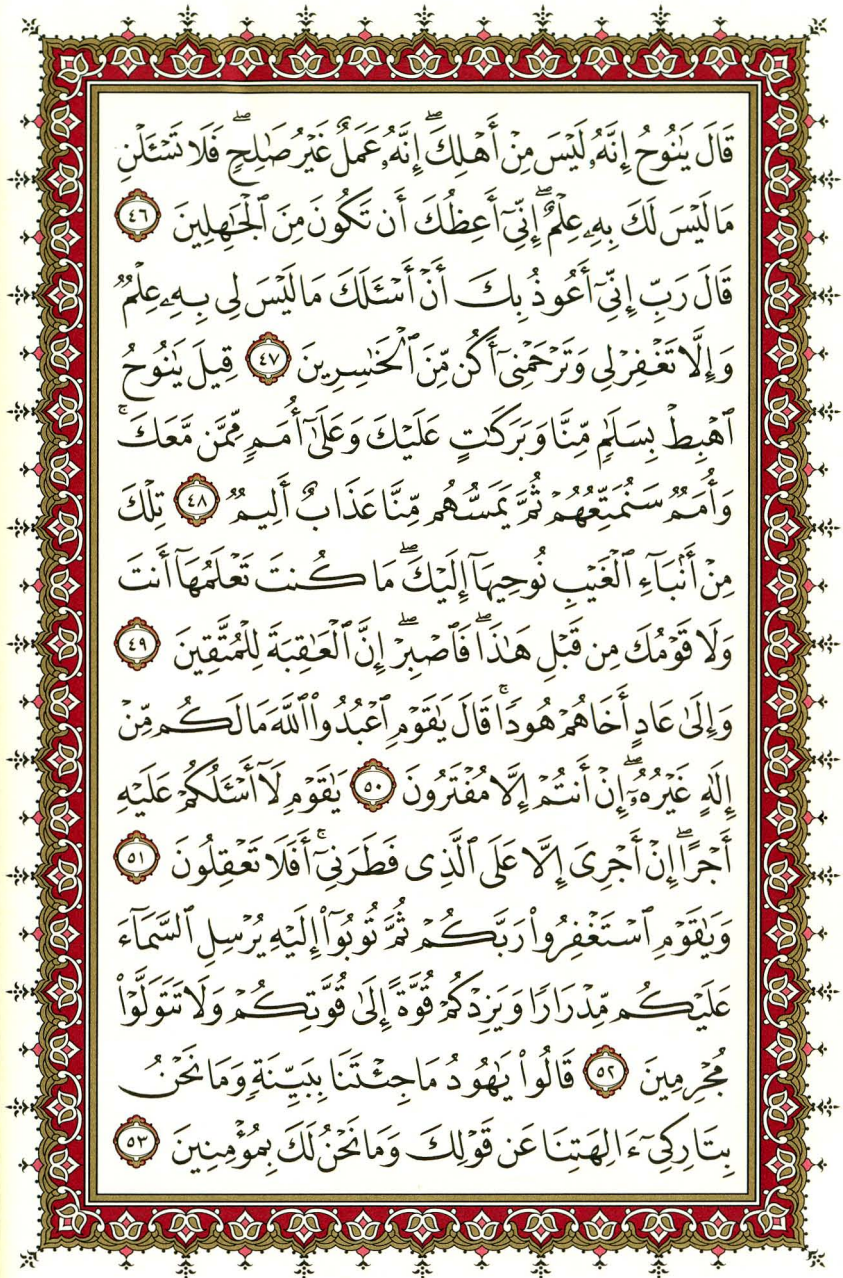 قَالَ يَٰنُوحُ إِنَّهُۥ لَيْسَ مِنْ أَهْلِكَ ۖ إِنَّهُۥ عَمَلٌ غَيْرُ صَٰلِحٍ ۖ فَلَا تَسْـَٔلْنِ
مَا لَيْسَ لَكَ بِهِۦ عِلْمٌ ۖ إِنِّىٓ أَعِظُكَ أَن تَكُونَ مِنَ ٱلْجَٰهِلِينَ ٤٦
قَالَ رَبِّ إِنِّىٓ أَعُوذُ بِكَ أَنْ أَسْـَٔلَكَ مَا لَيْسَ لِى بِهِۦ عِلْمٌ
وَإِلَّا تَغْفِرْ لِى وَتَرْحَمْنِىٓ أَكُن مِّنَ ٱلْخَٰسِرِينَ ٤٧ قِيلَ يَٰنُوحُ
ٱهْبِطْ بِسَلَٰمٍ مِّنَّا وَبَرَكَٰتٍ عَلَيْكَ وَعَلَىٰٓ أُمَمٍ مِّمَّن مَّعَكَ ۚ
وَأُمَمٌ سَنُمَتِّعُهُمْ ثُمَّ يَمَسُّهُم مِّنَّا عَذَابٌ أَلِيمٌ ٤٨ تِلْكَ
مِنْ أَنۢبَآءِ ٱلْغَيْبِ نُوحِيهَآ إِلَيْكَ ۖ مَا كُنتَ تَعْلَمُهَآ أَنتَ
وَلَا قَوْمُكَ مِن قَبْلِ هَٰذَا ۖ فَٱصْبِرْ ۖ إِنَّ ٱلْعَٰقِبَةَ لِلْمُتَّقِينَ ٤٩
وَإِلَىٰ عَادٍ أَخَاهُمْ هُودًا ۚ قَالَ يَٰقَوْمِ ٱعْبُدُوا۟ ٱللَّهَ مَا لَكُم مِّنْ
إِلَٰهٍ غَيْرُهُۥٓ ۖ إِنْ أَنتُمْ إِلَّا مُفْتَرُونَ ٥٠ يَٰقَوْمِ لَآ أَسْـَٔلُكُمْ عَلَيْهِ
أَجْرًا ۖ إِنْ أَجْرِىَ إِلَّا عَلَى ٱلَّذِى فَطَرَنِىٓ ۚ أَفَلَا تَعْقِلُونَ ٥١
وَيَٰقَوْمِ ٱسْتَغْفِرُوا۟ رَبَّكُمْ ثُمَّ تُوبُوٓا۟ إِلَيْهِ يُرْسِلِ ٱلسَّمَآءَ
عَلَيْكُم مِّدْرَارًا وَيَزِدْكُمْ قُوَّةً إِلَىٰ قُوَّتِكُمْ وَلَا تَتَوَلَّوْا۟
مُجْرِمِينَ ٥٢ قَالُوا۟ يَٰهُودُ مَا جِئْتَنَا بِبَيِّنَةٍ وَمَا نَحْنُ
بِتَارِكِىٓ ءَالِهَتِنَا عَن قَوْلِكَ وَمَا نَحْنُ لَكَ بِمُؤْمِنِينَ ٥٣